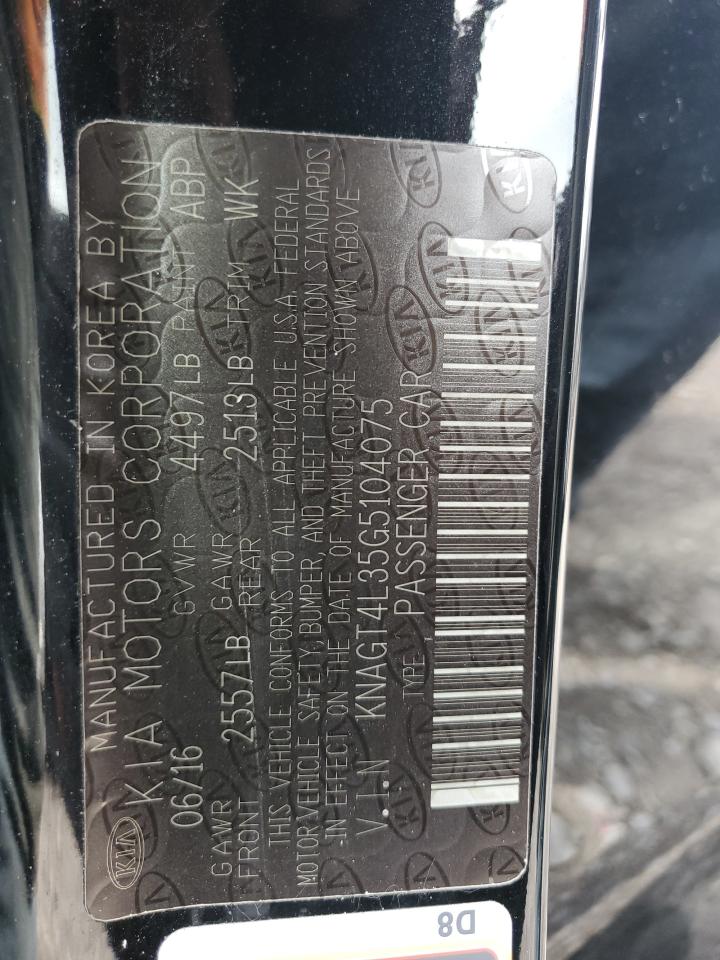 MANUFACTURED IN KOREA BY
KIA KIA MOTORS CORPORATION
06/16 GVWR 4497LB PAINT ABP
GAWR FRONT 2557LB GAWR REAR 2513LB TRIM WK
THIS VEHICLE CONFORMS TO ALL APPLICABLE U.S.A. FEDERAL
MOTOR VEHICLE SAFETY, BUMPER, AND THEFT PREVENTION STANDARDS
IN EFFECT ON THE DATE OF MANUFACTURE SHOWN ABOVE
V.I.N KNAGT4L35G5104075
TYPE: PASSENGER CAR
D8